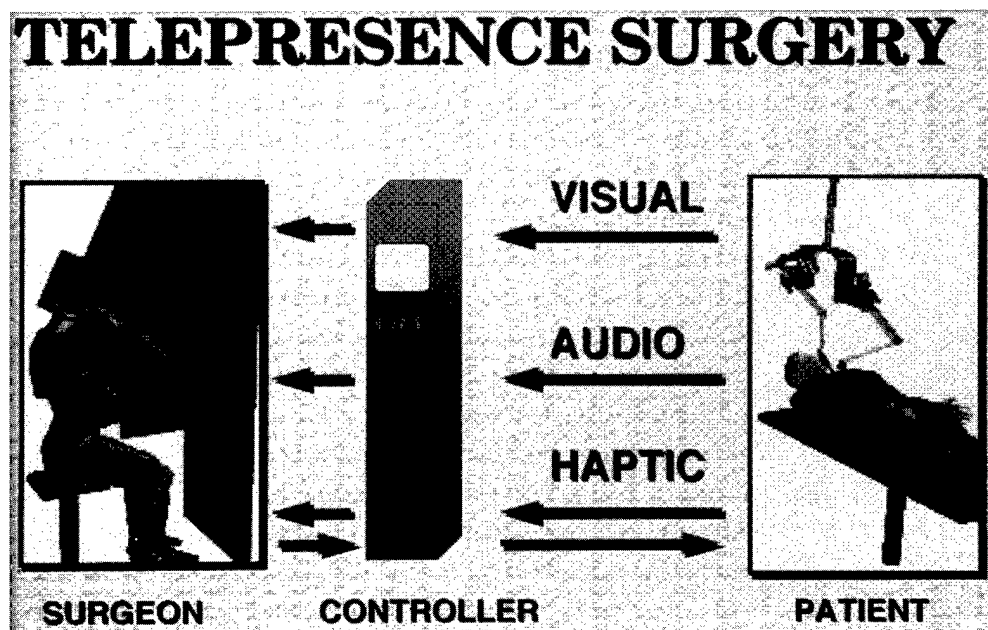 TELEPRESENCE SURGERY
VISUAL
AUDIO
HAPTIC
SURGEON
CONTROLLER
PATIENT